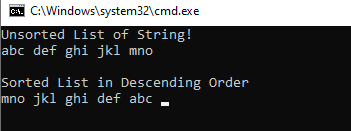 C:\Windows\system32\cmd.exe
Unsorted List of String!
abc def ghi jkl mno
Sorted List in Descending Order
mno jkl ghi def abc